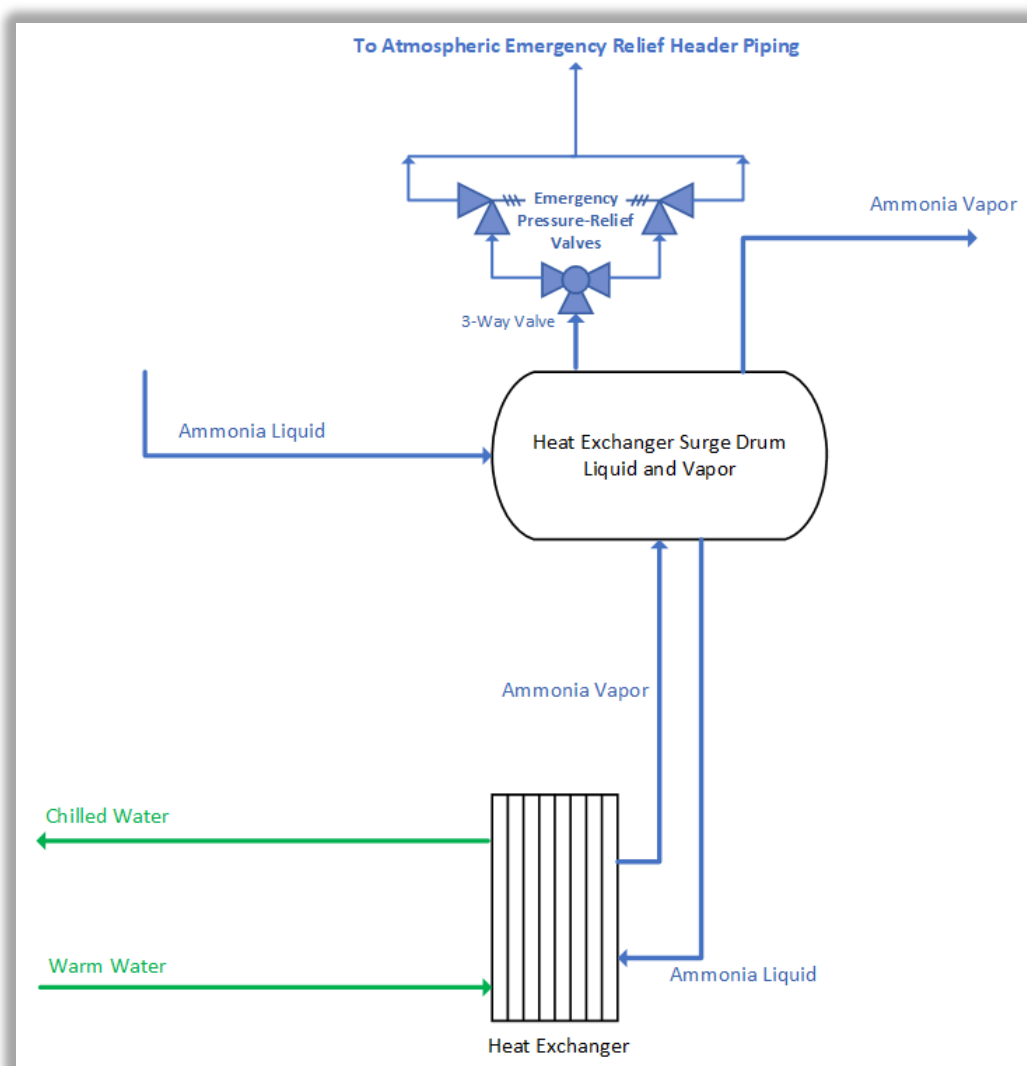 To Atmospheric Emergency Relief Header Piping
Emergency
Pressure-Relief
Valves
Ammonia Vapor
3-Way Valve
Ammonia Liquid
Heat Exchanger Surge Drum
Liquid and Vapor
Ammonia Vapor
Chilled Water
Warm Water
Ammonia Liquid
Heat Exchanger